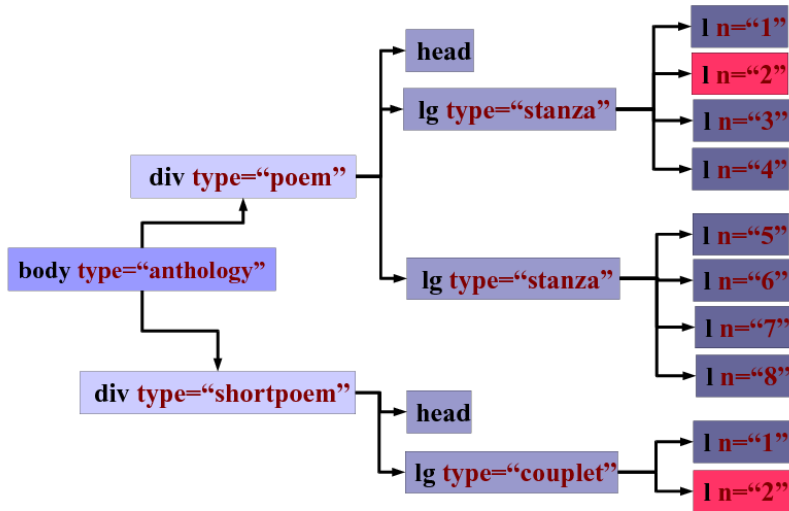 body type=“anthology”
div type=“poem”
head
lg type=“stanza”
l n=“1”
l n=“2”
l n=“3”
l n=“4”
lg type=“stanza”
l n=“5”
l n=“6”
l n=“7”
l n=“8”
div type=“shortpoem”
head
lg type=“couplet”
l n=“1”
l n=“2”